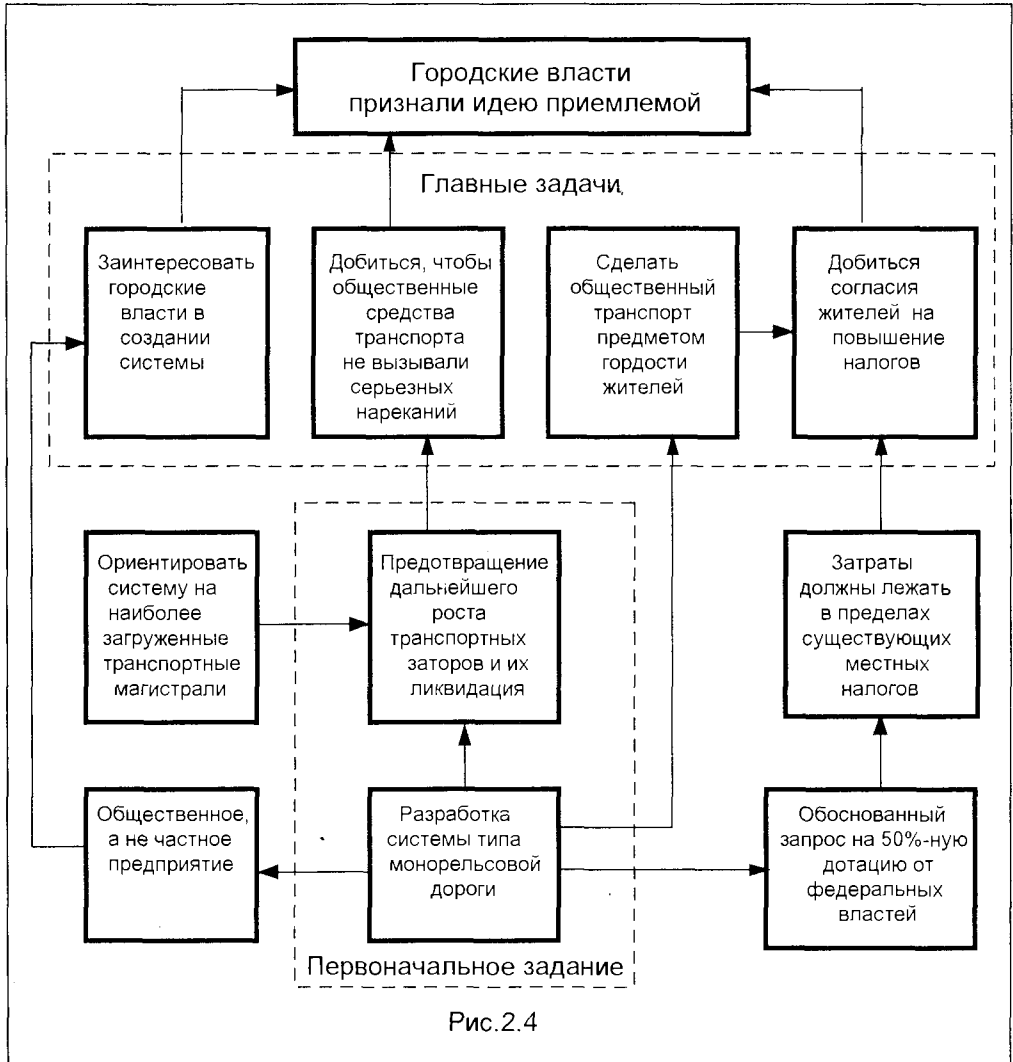 Городские власти
признали идею приемлемой
Главные задачи
Заинтересовать
городские
власти в
создании
системы
Добиться, чтобы
общественные
средства
транспорта
не вызывали
серьезных
нареканий
Сделать
общественный
транспорт
предметом
гордости
жителей
Добиться
согласия
жителей на
повышение
налогов
Ориентировать
систему на
наиболее
загруженные
транспортные
магистрали
Предотвращение
дальнейшего
роста
транспортных
заторов и их
ликвидация
Затраты
должны лежать
в пределах
существующих
местных
налогов
Общественное,
а не частное
предприятие
Разработка
системы типа
монорельсовой
дороги
Обоснованный
запрос на 50%-ную
дотацию от
федеральных
властей
Первоначальное задание
Рис.2.4